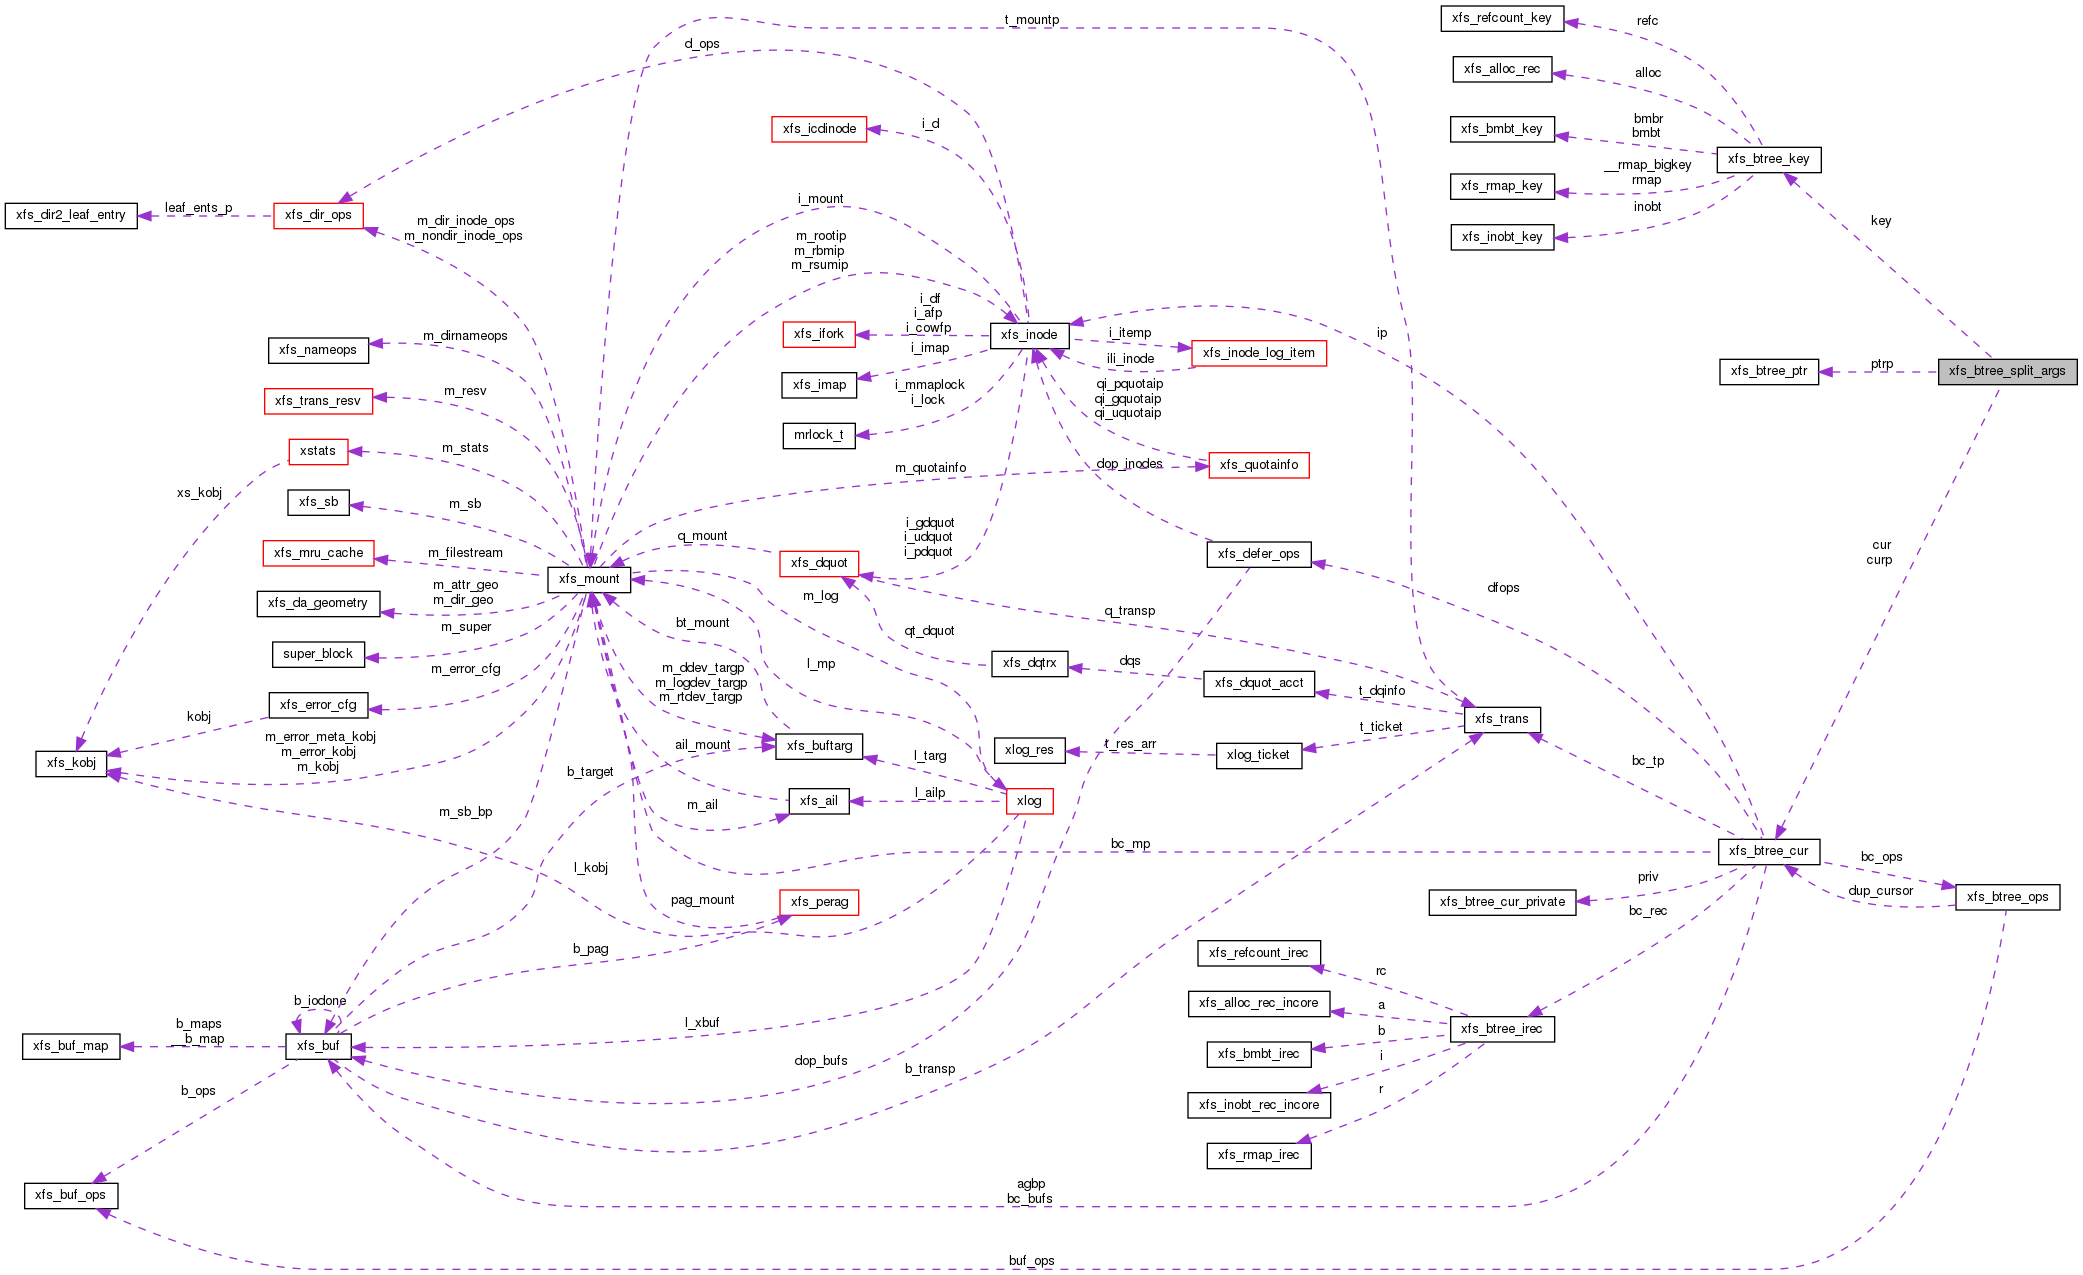 t_mountp
xfs_refcount_key
refc
d_ops
xfs_alloc_rec
alloc
xfs_icdinode
i_d
xfs_bmbt_key
bmbr
bmbt
xfs_btree_key
xfs_rmap_key
__rmap_bigkey
rmap
xfs_dir2_leaf_entry
leaf_ents_p
xfs_dir_ops
m_dir_inode_ops
m_nondir_inode_ops
i_mount
inobt
xfs_inobt_key
key
m_rootip
m_rbmip
m_rsumip
i_df
i_afp
i_cowfp
xfs_ifork
xfs_inode
i_itemp
ip
xfs_nameops
m_dirnameops
i_imap
ili_inode
xfs_inode_log_item
xfs_imap
xfs_btree_ptr
ptrp
xfs_btree_split_args
xfs_trans_resv
m_resv
i_mmaplock
i_lock
qi_pquotaip
qi_gquotaip
qi_uquotaip
mrlock_t
xstats
m_stats
m_quotainfo
dop_inodes
xfs_quotainfo
xs_kobj
xfs_sb
m_sb
i_gdquot
i_udquot
i_pdquot
q_mount
xfs_mru_cache
m_filestream
xfs_dquot
xfs_defer_ops
cur
curp
xfs_mount
m_attr_geo
m_dir_geo
xfs_da_geometry
m_log
dfops
q_transp
bt_mount
m_super
qt_dquot
super_block
l_mp
xfs_dqtrx
dqs
xfs_dquot_acct
m_error_cfg
m_ddev_targp
m_logdev_targp
m_rtdev_targp
t_dqinfo
xfs_error_cfg
kobj
xfs_trans
t_ticket
m_error_meta_kobj
m_error_kobj
m_kobj
xfs_kobj
ail_mount
xfs_buftarg
xlog_res
t_res_arr
xlog_ticket
l_targ
b_target
bc_tp
xfs_ail
m_ail
l_ailp
xlog
m_sb_bp
bc_mp
xfs_btree_cur
bc_ops
l_kobj
priv
dup_cursor
pag_mount
xfs_perag
xfs_btree_cur_private
xfs_btree_ops
bc_rec
b_pag
xfs_refcount_irec
rc
b_iodone
xfs_alloc_rec_incore
a
b_maps
__b_map
l_xbuf
xfs_btree_irec
b
xfs_buf_map
xfs_buf
xfs_bmbt_irec
dop_bufs
b_transp
i
b_ops
xfs_inobt_rec_incore
r
xfs_rmap_irec
xfs_buf_ops
agbp
bc_bufs
buf_ops